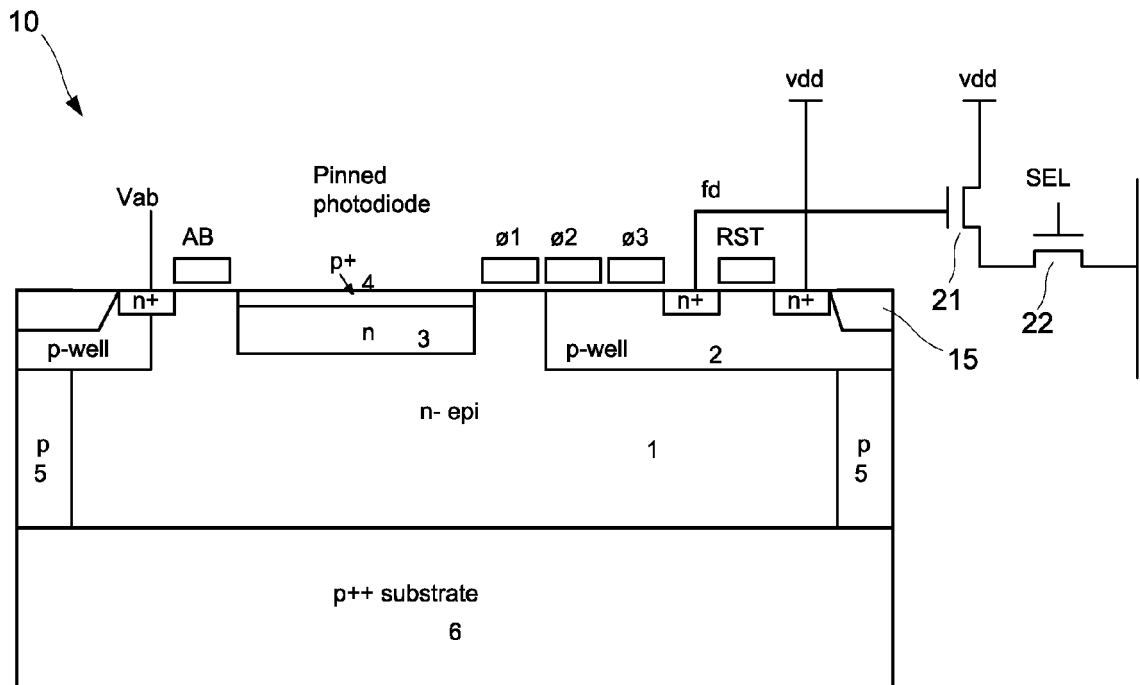 10
vdd
vdd
Pinned
photodiode
Vab
fd
SEL
AB
ø1
ø2
ø3
RST
p+
4
21
22
n+
n+
n+
n
3
p-well
p-well
2
15
n- epi
1
p
5
p
5
p++ substrate
6